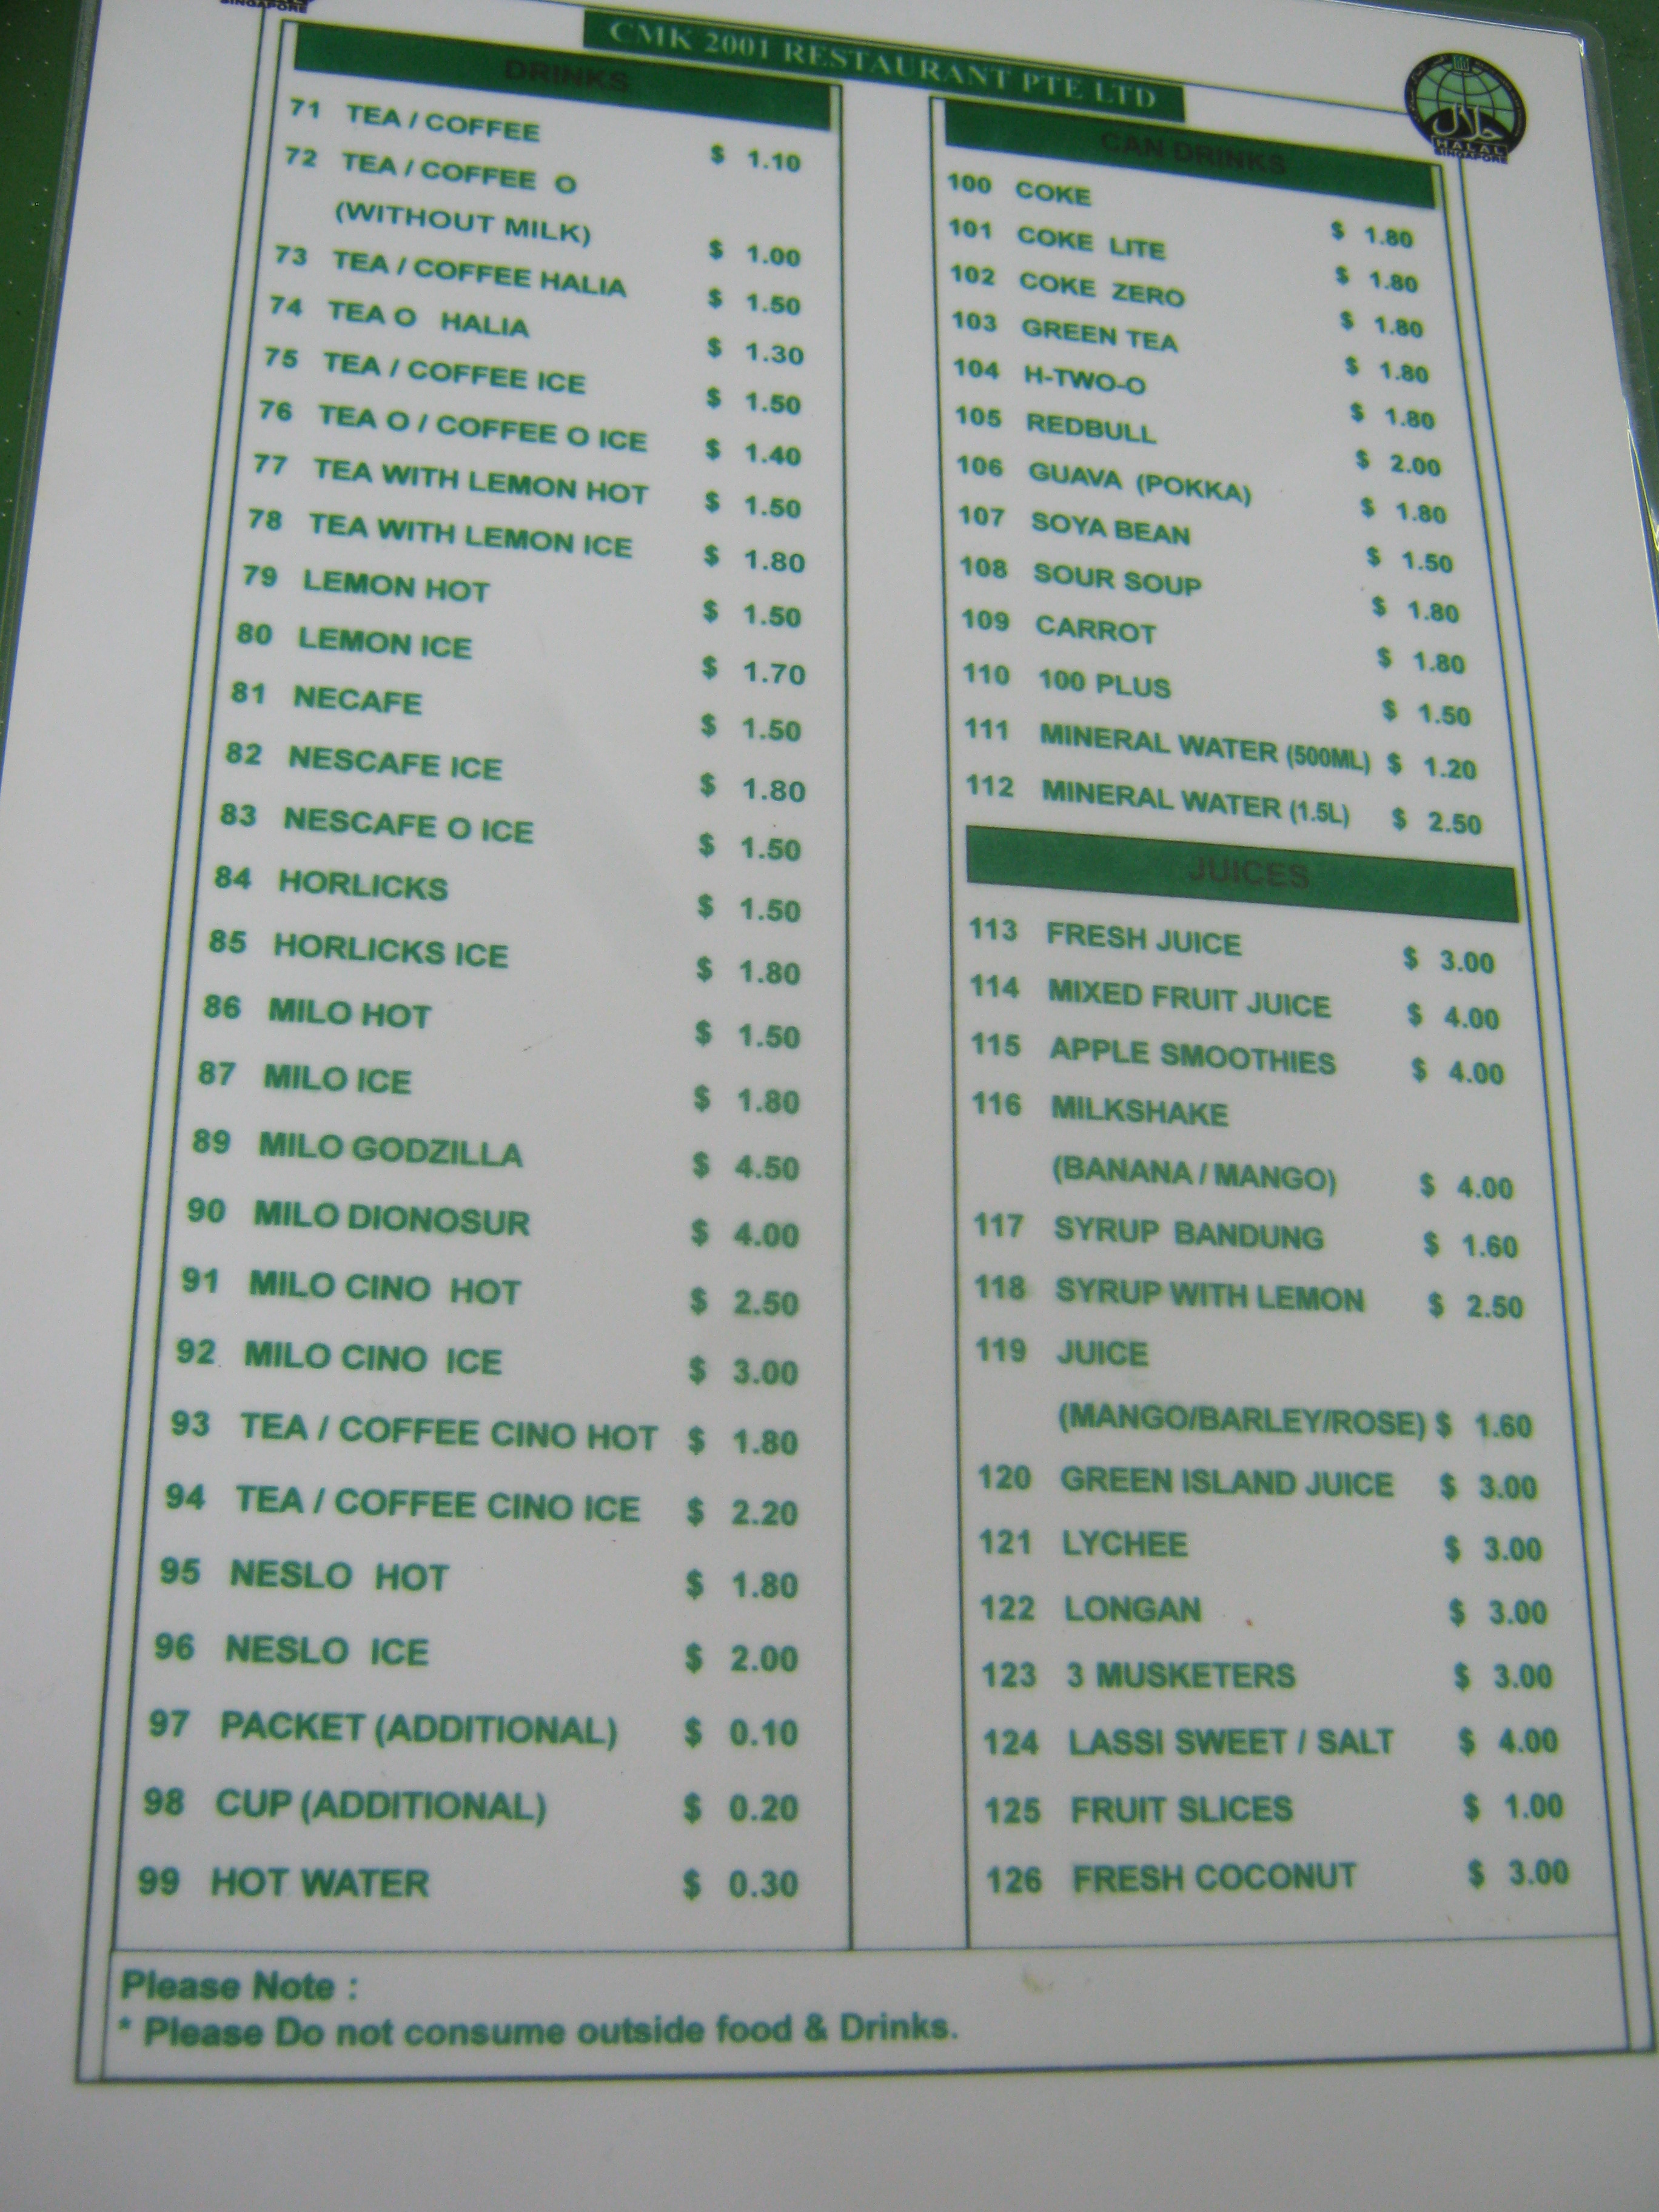 SINGAPORE
CMK 2001 RESTAURANT PTE LTD
HALAL
SINGAPORE
DRINKS
71 TEA / COFFEE $ 1.10
72 TEA / COFFEE O
(WITHOUT MILK) $ 1.00
73 TEA / COFFEE HALIA $ 1.50
74 TEA O HALIA $ 1.30
75 TEA / COFFEE ICE $ 1.50
76 TEA O / COFFEE O ICE $ 1.40
77 TEA WITH LEMON HOT $ 1.50
78 TEA WITH LEMON ICE $ 1.80
79 LEMON HOT $ 1.50
80 LEMON ICE $ 1.70
81 NECAFE $ 1.50
82 NESCAFE ICE $ 1.80
83 NESCAFE O ICE $ 1.50
84 HORLICKS $ 1.50
85 HORLICKS ICE $ 1.80
86 MILO HOT $ 1.50
87 MILO ICE $ 1.80
89 MILO GODZILLA $ 4.50
90 MILO DIONOSUR $ 4.00
91 MILO CINO HOT $ 2.50
92 MILO CINO ICE $ 3.00
93 TEA / COFFEE CINO HOT $ 1.80
94 TEA / COFFEE CINO ICE $ 2.20
95 NESLO HOT $ 1.80
96 NESLO ICE $ 2.00
97 PACKET (ADDITIONAL) $ 0.10
98 CUP (ADDITIONAL) $ 0.20
99 HOT WATER $ 0.30
CAN DRINKS
100 COKE $ 1.80
101 COKE LITE $ 1.80
102 COKE ZERO $ 1.80
103 GREEN TEA $ 1.80
104 H-TWO-O $ 1.80
105 REDBULL $ 2.00
106 GUAVA (POKKA) $ 1.80
107 SOYA BEAN $ 1.50
108 SOUR SOUP $ 1.80
109 CARROT $ 1.80
110 100 PLUS $ 1.50
111 MINERAL WATER (500ML) $ 1.20
112 MINERAL WATER (1.5L) $ 2.50
JUICES
113 FRESH JUICE $ 3.00
114 MIXED FRUIT JUICE $ 4.00
115 APPLE SMOOTHIES $ 4.00
116 MILKSHAKE
(BANANA / MANGO) $ 4.00
117 SYRUP BANDUNG $ 1.60
118 SYRUP WITH LEMON $ 2.50
119 JUICE
(MANGO/BARLEY/ROSE) $ 1.60
120 GREEN ISLAND JUICE $ 3.00
121 LYCHEE $ 3.00
122 LONGAN $ 3.00
123 3 MUSKETERS $ 3.00
124 LASSI SWEET / SALT $ 4.00
125 FRUIT SLICES $ 1.00
126 FRESH COCONUT $ 3.00
Please Note :
* Please Do not consume outside food & Drinks.